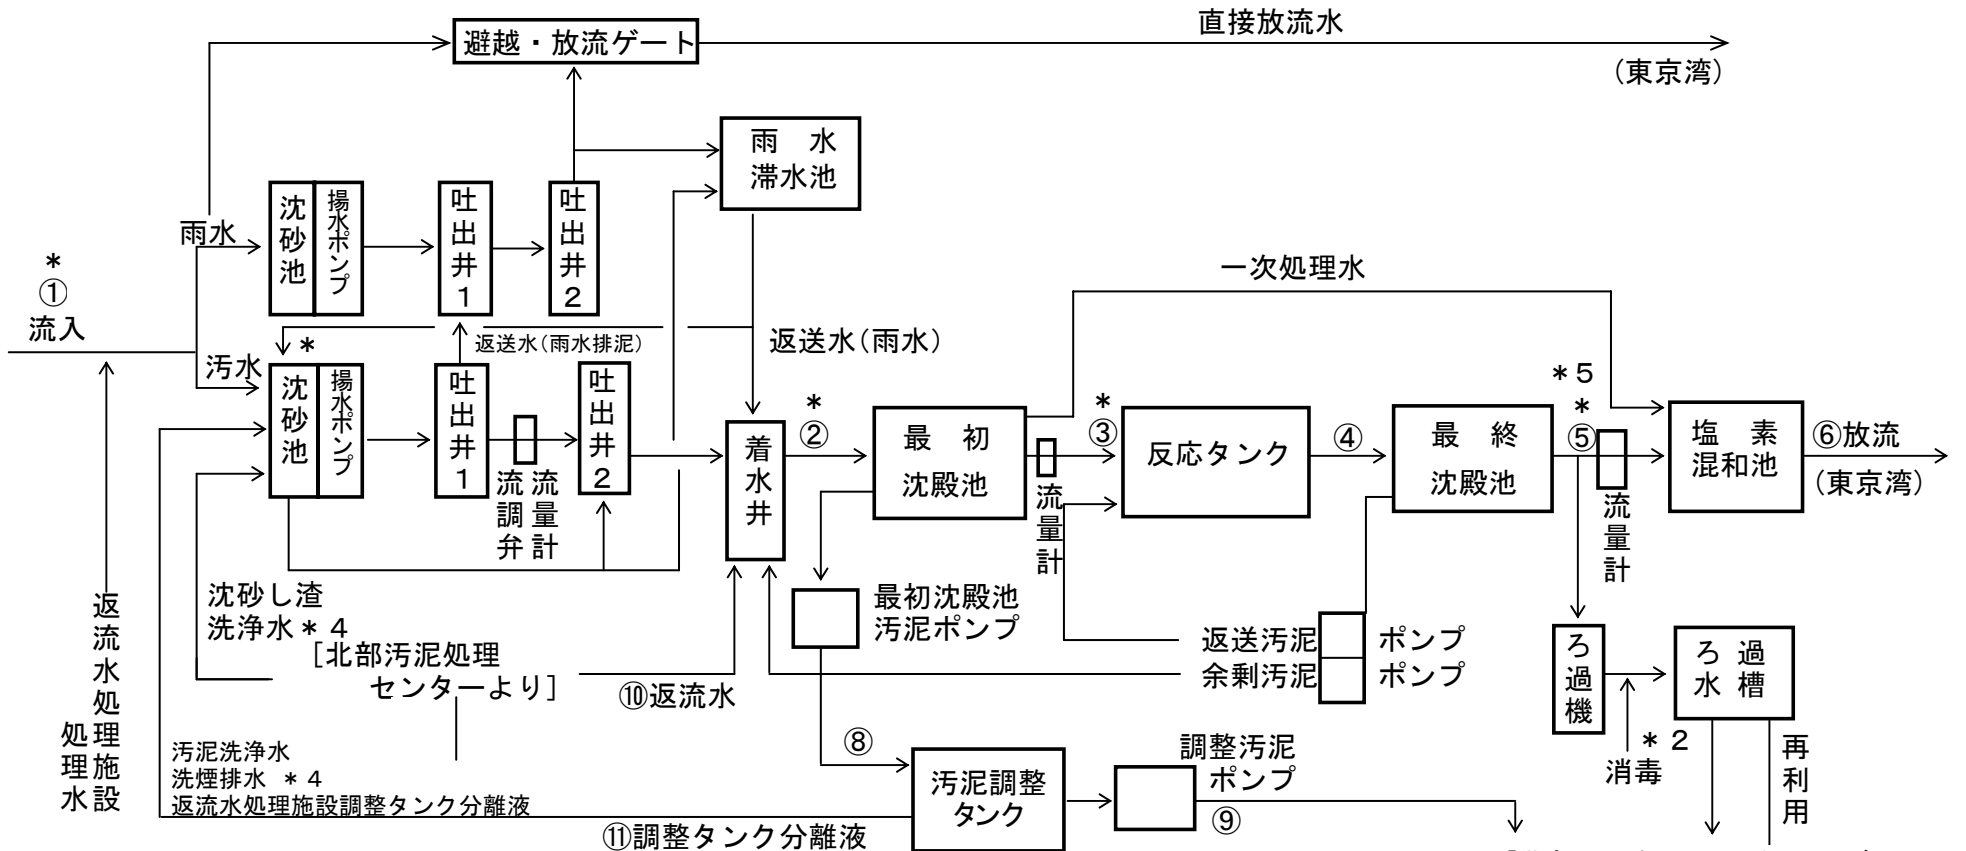 直接放流水
避越・放流ゲート
(東京湾)
雨　水
滞水池
沈砂池
揚水ポンプ
吐出井1
吐出井2
雨水
*
①
流入
一次処理水
返送水(雨水排泥)
返送水(雨水)
*
汚水
沈砂池
揚水ポンプ
吐出井1
吐出井2
流調弁
流量計
着水井
*
②
最　初
沈殿池
流量計
*
③
反応タンク
④
最　終
沈殿池
*5
*
⑤
流量計
塩　素
混和池
⑥放流
(東京湾)
沈砂し渣
洗浄水*4
[北部汚泥処理
センターより]
⑩返流水
最初沈殿池
汚泥ポンプ
返送汚泥
ポンプ
余剰汚泥
ポンプ
ろ過機
ろ過
水槽
*2
消毒
再利用
返流水処理施設
処理水
汚泥洗浄水
洗煙排水 *4
返流水処理施設調整タンク分離液
⑧
汚泥調整
タンク
調整汚泥
ポンプ
⑨
⑪調整タンク分離液